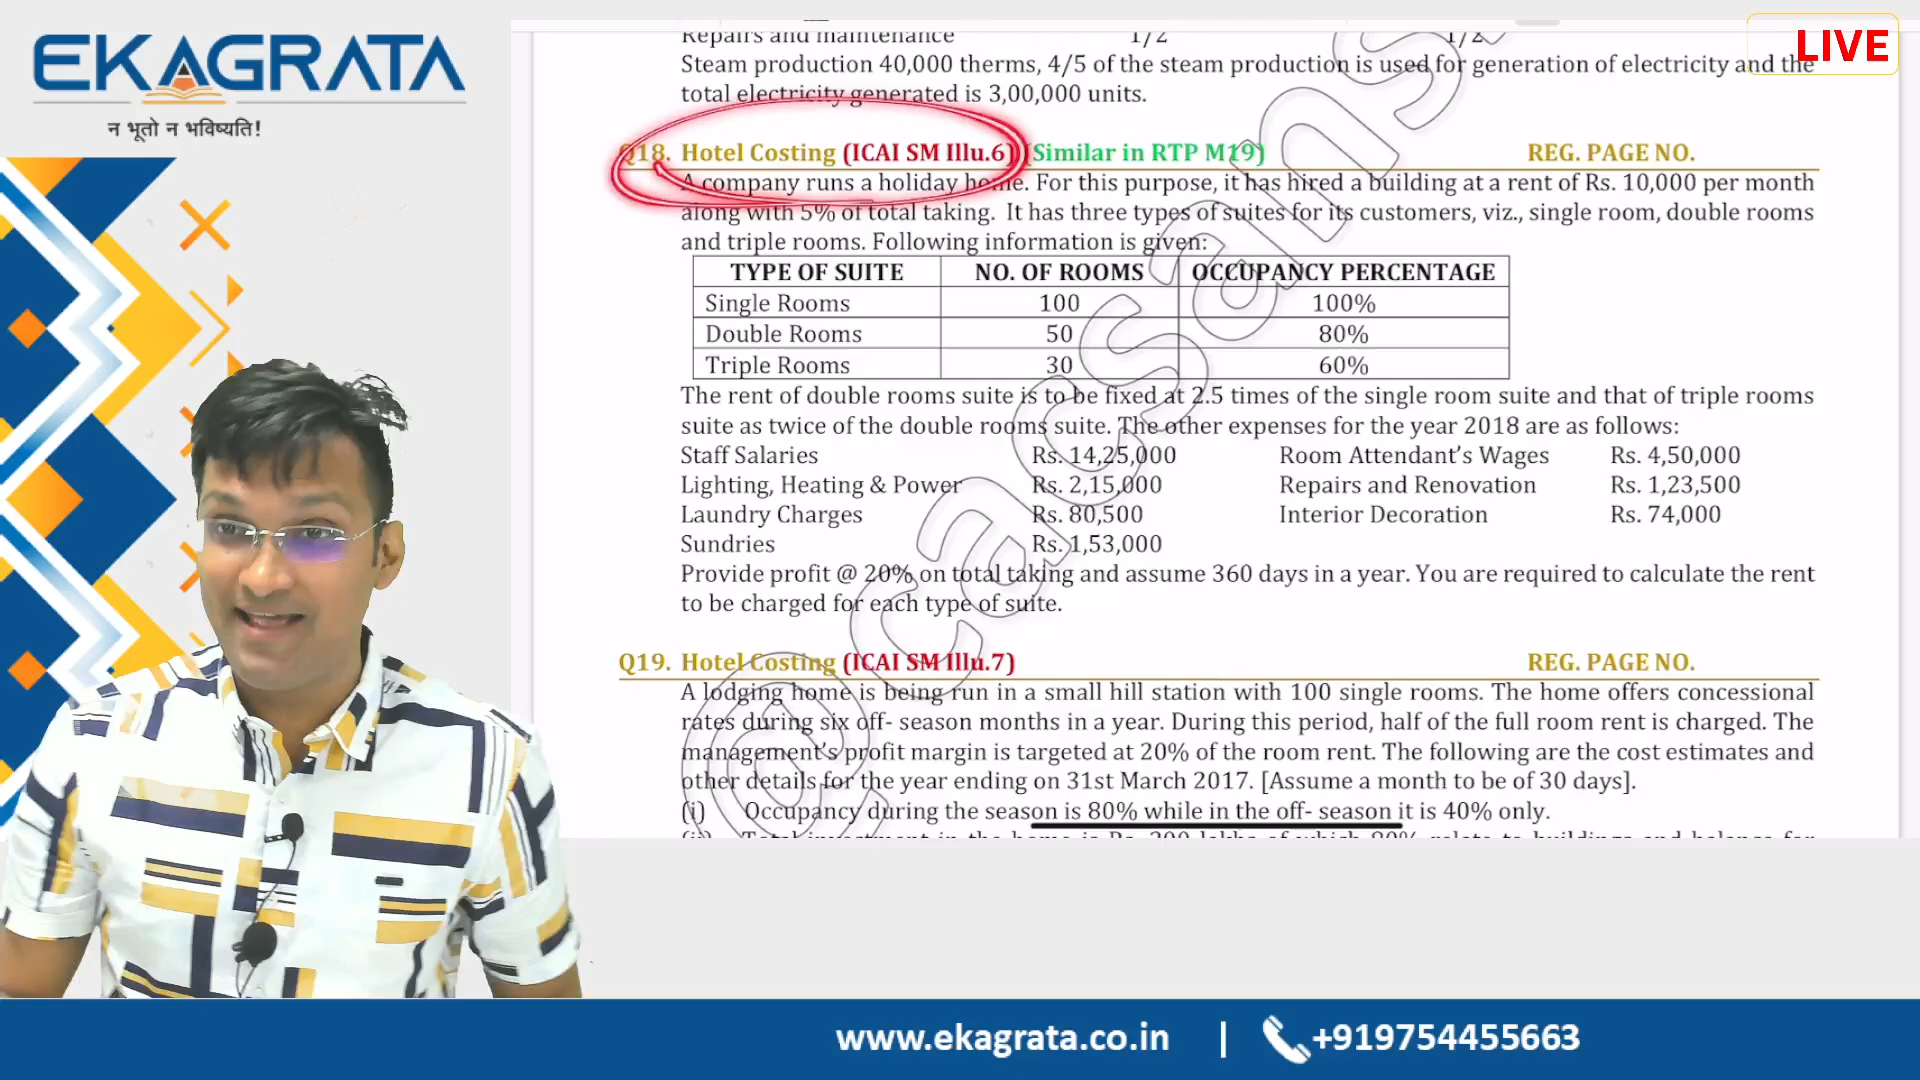 EKAGRATA
न भूतो न भविष्यति!
LIVE
Repairs and maintenance 1/2 1/2
Steam production 40,000 therms, 4/5 of the steam production is used for generation of electricity and the
total electricity generated is 3,00,000 units.
Q18. Hotel Costing (ICAI SM Illu.6) (Similar in RTP M19) REG. PAGE NO.
A company runs a holiday home. For this purpose, it has hired a building at a rent of Rs. 10,000 per month
along with 5% of total taking. It has three types of suites for its customers, viz., single room, double rooms
and triple rooms. Following information is given:
TYPE OF SUITE NO. OF ROOMS OCCUPANCY PERCENTAGE
Single Rooms 100 100%
Double Rooms 50 80%
Triple Rooms 30 60%
The rent of double rooms suite is to be fixed at 2.5 times of the single room suite and that of triple rooms
suite as twice of the double rooms suite. The other expenses for the year 2018 are as follows:
Staff Salaries Rs. 14,25,000 Room Attendant's Wages Rs. 4,50,000
Lighting, Heating & Power Rs. 2,15,000 Repairs and Renovation Rs. 1,23,500
Laundry Charges Rs. 80,500 Interior Decoration Rs. 74,000
Sundries Rs. 1,53,000
Provide profit @ 20% on total taking and assume 360 days in a year. You are required to calculate the rent
to be charged for each type of suite.
Q19. Hotel Costing (ICAI SM Illu.7) REG. PAGE NO.
A lodging home is being run in a small hill station with 100 single rooms. The home offers concessional
rates during six off- season months in a year. During this period, half of the full room rent is charged. The
management's profit margin is targeted at 20% of the room rent. The following are the cost estimates and
other details for the year ending on 31st March 2017. [Assume a month to be of 30 days].
(i) Occupancy during the season is 80% while in the off- season it is 40% only.
@cacsans
www.ekagrata.co.in | +919754455663